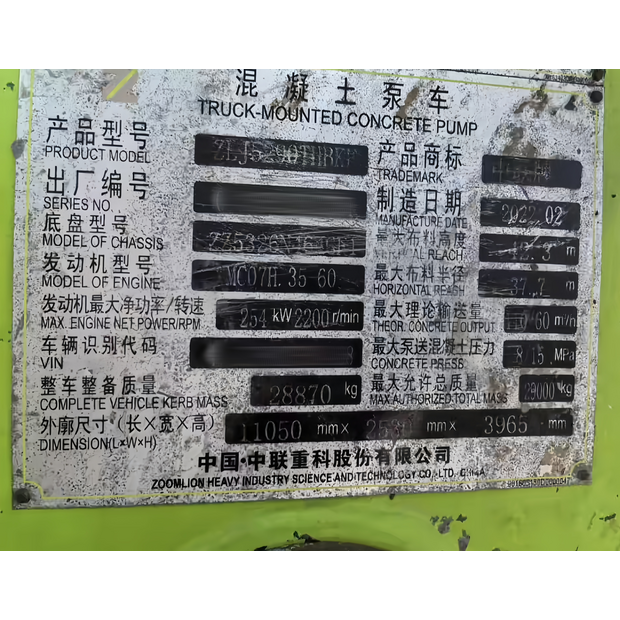 混凝土泵车
TRUCK-MOUNTED CONCRETE PUMP
产品型号
PRODUCT MODEL
产品商标
TRADEMARK
出厂编号
SERIES NO.
制造日期 2022.02
MANUFACTURE DATE
底盘型号
MODEL OF CHASSIS
最大布料高度 m
REACH
发动机型号 MC07H.35-60
MODEL OF ENGINE
最大布料半径 37.7 m
HORIZONTAL REACH
发动机最大净功率/转速 254 kW 2200 r/min
MAX. ENGINE NET POWER/RPM
最大理论输送量 m³/h
THEOR. CONCRETE OUTPUT
车辆识别代码
VIN
最大泵送混凝土压力 MPa
CONCRETE PRESS.
整车整备质量 28870 kg
COMPLETE VEHICLE KERB MASS
最大允许总质量 29000 kg
MAX AUTHORIZED TOTAL MASS
外廓尺寸(长×宽×高) 11050 mm× mm× 3965 mm
DIMENSION(L×W×H)
中国·中联重科股份有限公司
ZOOMLION HEAVY INDUSTRY SCIENCE AND TECHNOLOGY CO., LTD. CHINA